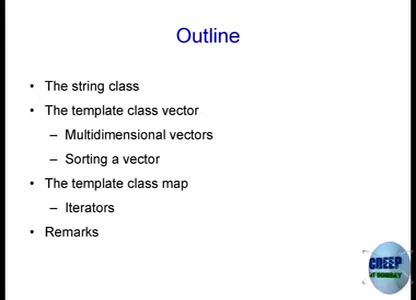 Outline
• The string class
• The template class vector
– Multidimensional vectors
– Sorting a vector
• The template class map
– Iterators
• Remarks
CDEEP
IIT BOMBAY